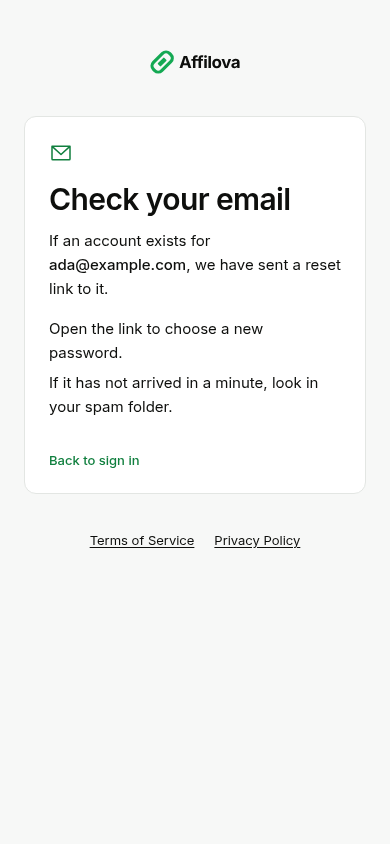 Affilova
Check your email
If an account exists for
ada@example.com, we have sent a reset
link to it.
Open the link to choose a new
password.
If it has not arrived in a minute, look in
your spam folder.
Back to sign in
Terms of Service Privacy Policy